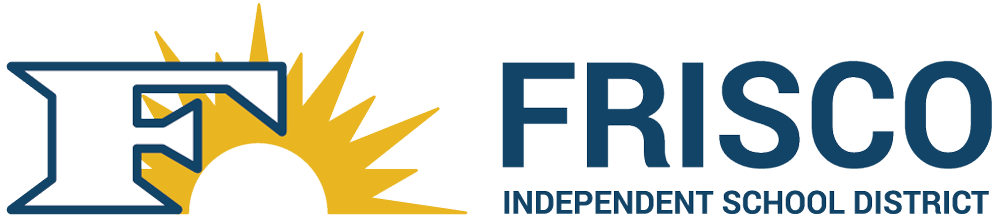 F
FRISCO
INDEPENDENT SCHOOL DISTRICT